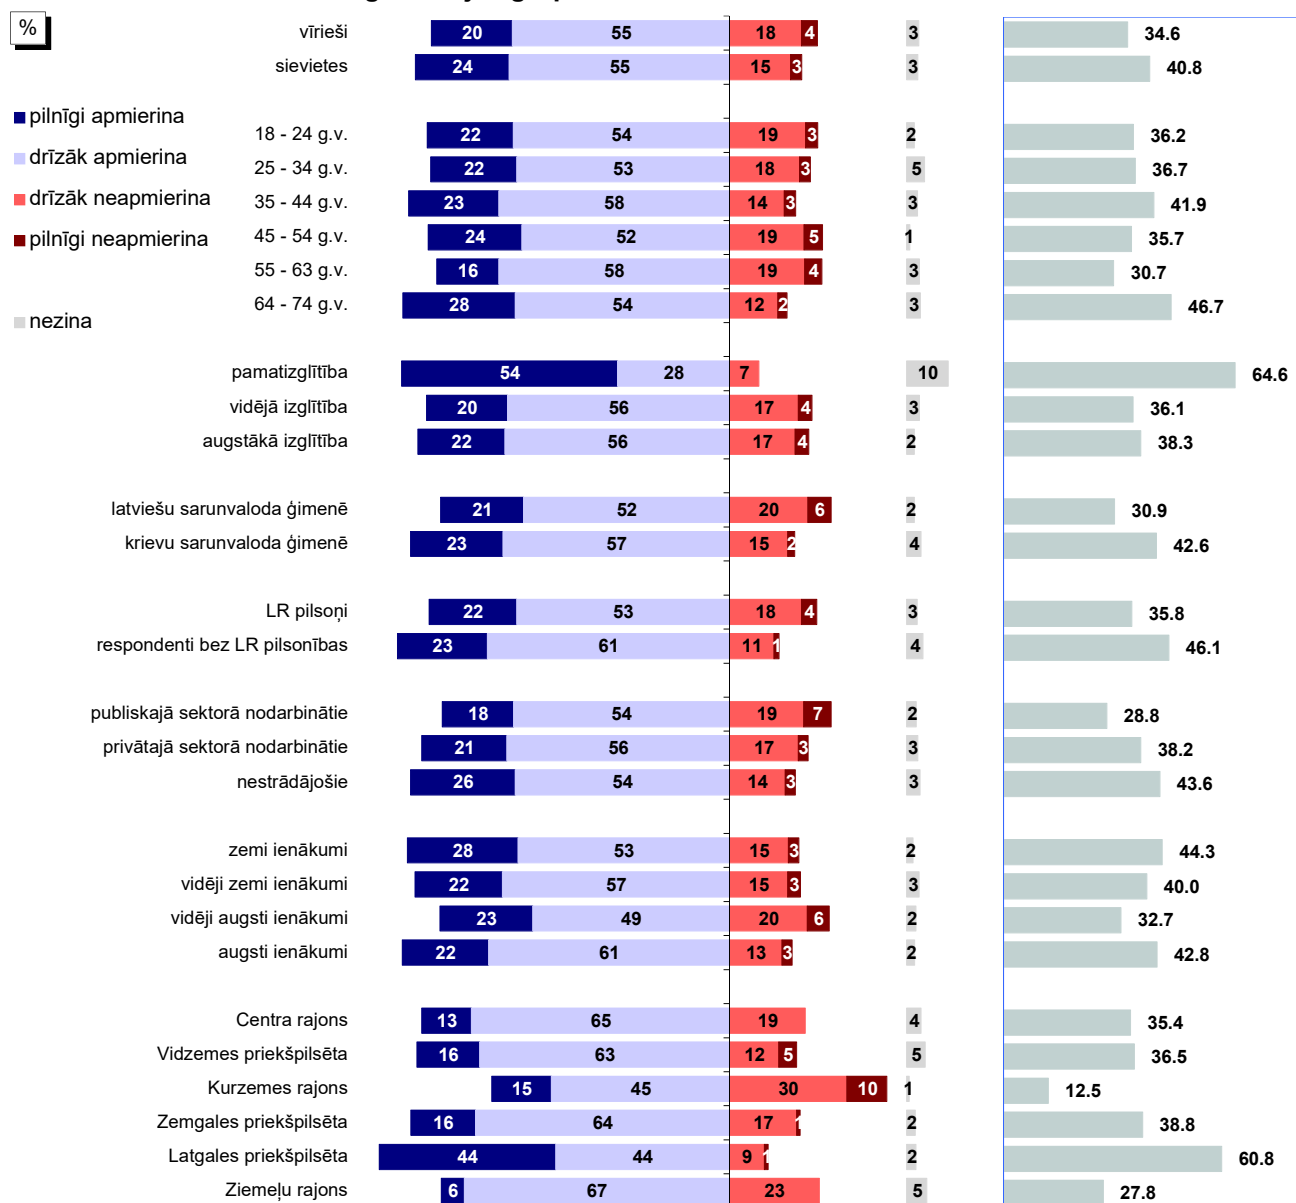 %
vīrieši 20 55 18 4 3 34.6
sievietes 24 55 15 3 3 40.8
pilnīgi apmierina
drīzāk apmierina
drīzāk neapmierina
pilnīgi neapmierina
nezina
18 - 24 g.v. 22 54 19 3 2 36.2
25 - 34 g.v. 22 53 18 3 5 36.7
35 - 44 g.v. 23 58 14 3 3 41.9
45 - 54 g.v. 24 52 19 5 1 35.7
55 - 63 g.v. 16 58 19 4 3 30.7
64 - 74 g.v. 28 54 12 2 3 46.7
pamatizglītība 54 28 7 10 64.6
vidējā izglītība 20 56 17 4 3 36.1
augstākā izglītība 22 56 17 4 2 38.3
latviešu sarunvaloda ģimenē 21 52 20 6 2 30.9
krievu sarunvaloda ģimenē 23 57 15 2 4 42.6
LR pilsoņi 22 53 18 4 3 35.8
respondenti bez LR pilsonības 23 61 11 1 4 46.1
publiskajā sektorā nodarbinātie 18 54 19 7 2 28.8
privātajā sektorā nodarbinātie 21 56 17 3 3 38.2
nestrādājošie 26 54 14 3 3 43.6
zemi ienākumi 28 53 15 3 2 44.3
vidēji zemi ienākumi 22 57 15 3 3 40.0
vidēji augsti ienākumi 23 49 20 6 2 32.7
augsti ienākumi 22 61 13 3 2 42.8
Centra rajons 13 65 19 4 35.4
Vidzemes priekšpilsēta 16 63 12 5 5 36.5
Kurzemes rajons 15 45 30 10 1 12.5
Zemgales priekšpilsēta 16 64 17 1 2 38.8
Latgales priekšpilsēta 44 44 9 1 2 60.8
Ziemeļu rajons 6 67 23 5 27.8